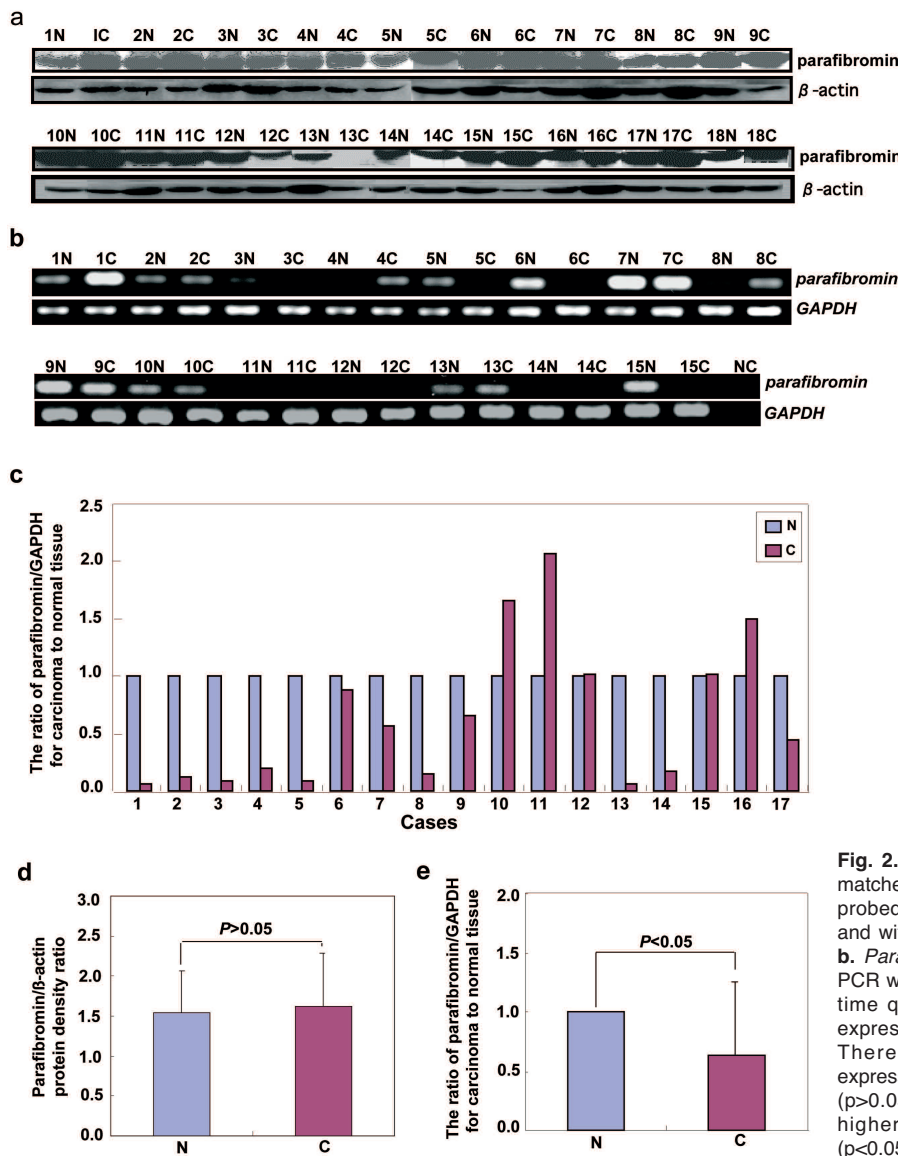 a
1N IC 2N 2C 3N 3C 4N 4C 5N 5C 6N 6C 7N 7C 8N 8C 9N 9C
parafibromin
β-actin
10N 10C 11N 11C 12N 12C 13N 13C 14N 14C 15N 15C 16N 16C 17N 17C 18N 18C
parafibromin
β-actin
b
1N 1C 2N 2C 3N 3C 4N 4C 5N 5C 6N 6C 7N 7C 8N 8C
parafibromin
GAPDH
9N 9C 10N 10C 11N 11C 12N 12C 13N 13C 14N 14C 15N 15C NC
parafibromin
GAPDH
c
The ratio of parafibromin/GAPDH
for carcinoma to normal tissue
2.5
2.0
1.5
1.0
0.5
0.0
N
C
1 2 3 4 5 6 7 8 9 10 11 12 13 14 15 16 17
Cases
d
Parafibromin/ß-actin
protein density ratio
3.0
2.5
2.0
1.5
1.0
0.5
0.0
P>0.05
N C
e
The ratio of parafibromin/GAPDH
for carcinoma to normal tissue
2.0
1.5
1.0
0.5
0.0
P<0.05
N C
Fig. 2.
matche
probed
and wi
b. Para
PCR w
time q
expres
There
expres
(p>0.0
higher
(p<0.05